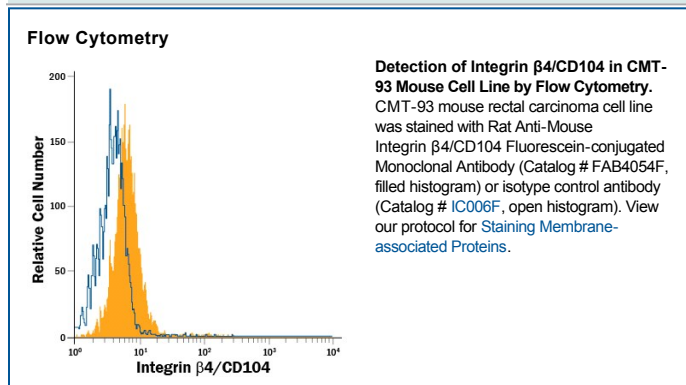 Flow Cytometry
200
150
100
50
0
Relative Cell Number
10⁰ 10¹ 10² 10³ 10⁴
Integrin β4/CD104
Detection of Integrin β4/CD104 in CMT-
93 Mouse Cell Line by Flow Cytometry.
CMT-93 mouse rectal carcinoma cell line
was stained with Rat Anti-Mouse
Integrin β4/CD104 Fluorescein-conjugated
Monoclonal Antibody (Catalog # FAB4054F,
filled histogram) or isotype control antibody
(Catalog # IC006F, open histogram). View
our protocol for Staining Membrane-
associated Proteins.